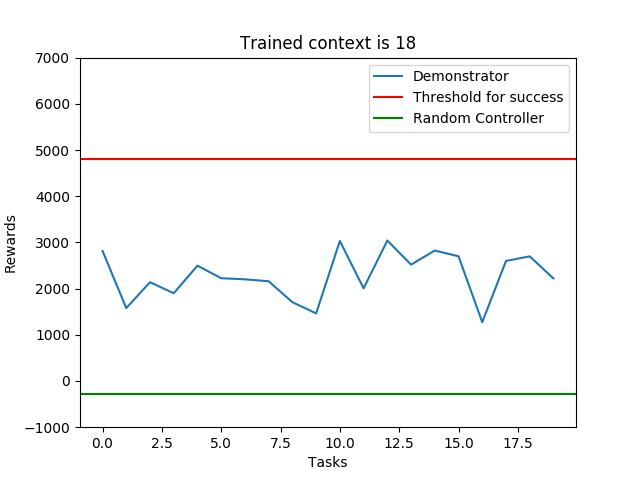 Trained context is 18
Demonstrator
Threshold for success
Random Controller
Rewards
7000
6000
5000
4000
3000
2000
1000
0
−1000
0.0 2.5 5.0 7.5 10.0 12.5 15.0 17.5
Tasks